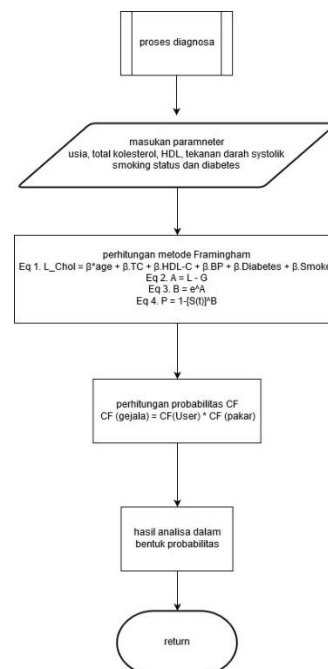 proses diagnosa
masukan paramneter
usia, total kolesterol, HDL, tekanan darah systolik
smoking status dan diabetes
perhitungan metode Framingham
Eq 1. L_Chol = β*age + β.TC + β.HDL-C + β.BP + β.Diabetes + β.Smoke
Eq 2. A = L - G
Eq 3. B = e^A
Eq 4. P = 1-[S(t)]^B
perhitungan probabilitas CF
CF (gejala) = CF(User) * CF (pakar)
hasil analisa dalam
bentuk probabilitas
return